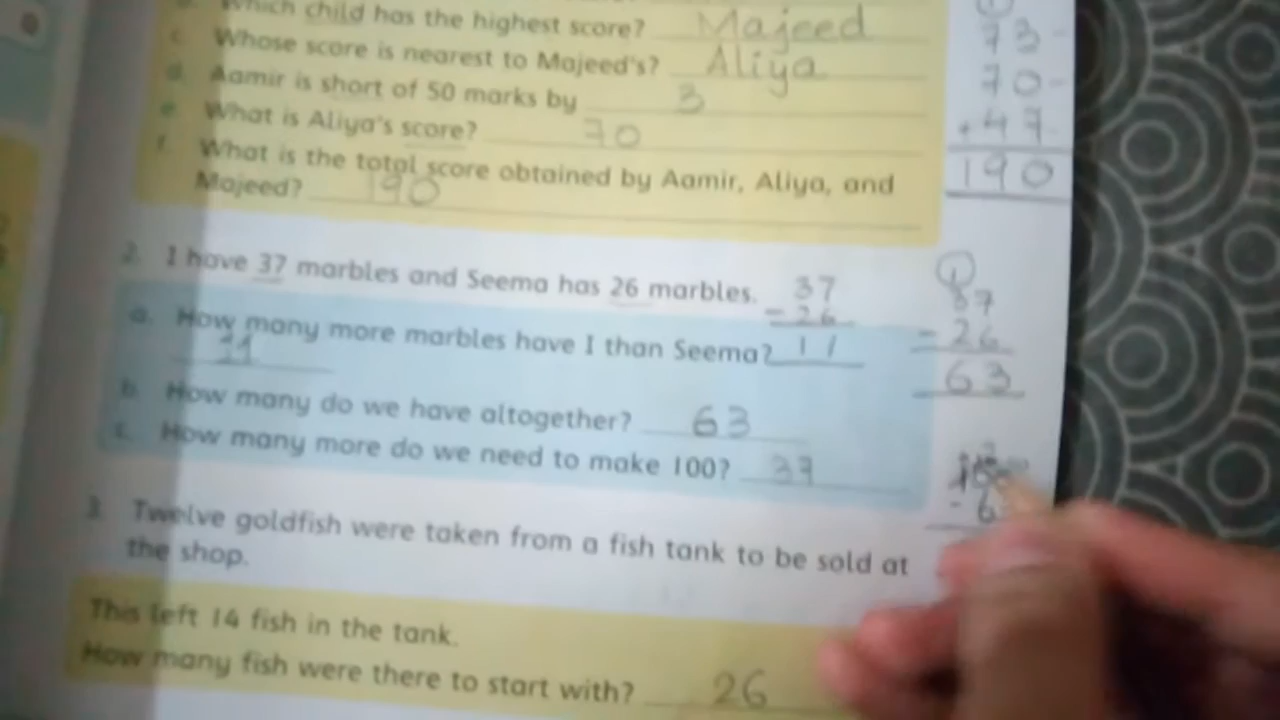 Which child has the highest score? Majeed
c. Whose score is nearest to Majeed's? Aliya
d. Aamir is short of 50 marks by 3
e. What is Aliya's score? 70
f. What is the total score obtained by Aamir, Aliya, and
Majeed? 190
73
70
+ 47
190
2. I have 37 marbles and Seema has 26 marbles.
37
- 26
11
a. How many more marbles have I than Seema?
11
b. How many do we have altogether? 63
c. How many more do we need to make 100? 37
1
37
- 26
63
3. Twelve goldfish were taken from a fish tank to be sold at
the shop.
This left 14 fish in the tank.
How many fish were there to start with? 26